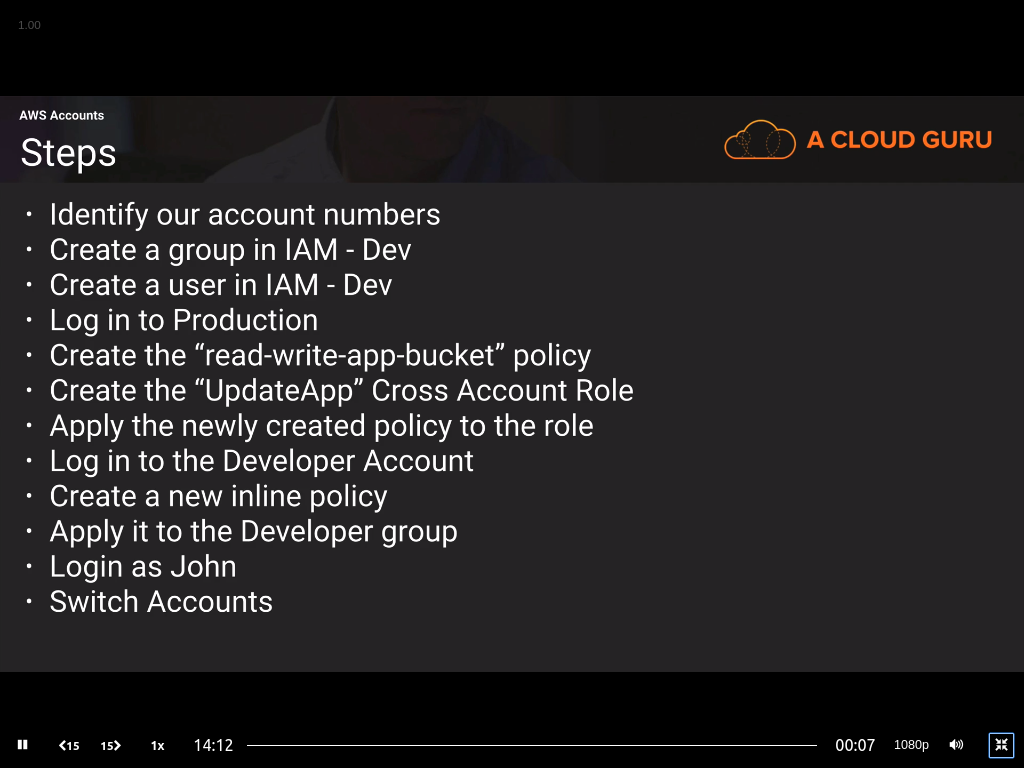 1.00
AWS Accounts
Steps
A CLOUD GURU
• Identify our account numbers
• Create a group in IAM - Dev
• Create a user in IAM - Dev
• Log in to Production
• Create the “read-write-app-bucket” policy
• Create the “UpdateApp” Cross Account Role
• Apply the newly created policy to the role
• Log in to the Developer Account
• Create a new inline policy
• Apply it to the Developer group
• Login as John
• Switch Accounts
15 15 1x 14:12 00:07 1080p